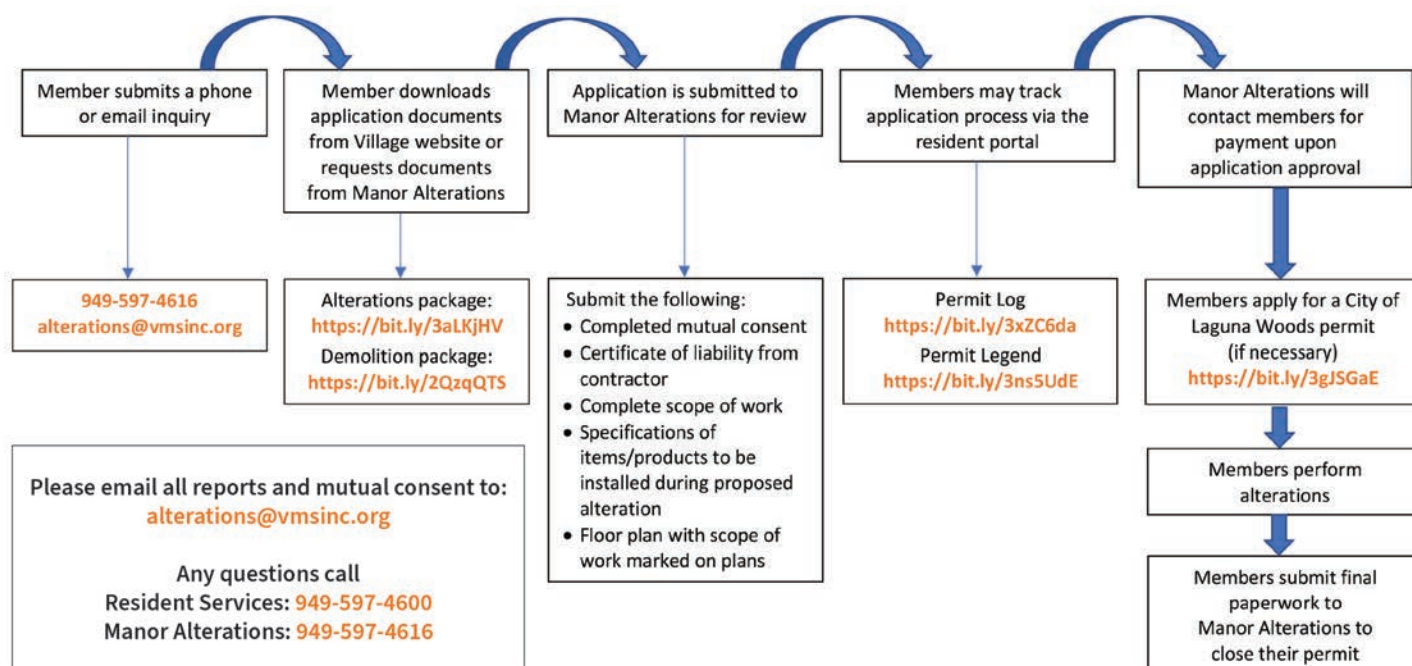 Member submits a phone
or email inquiry
Member downloads
application documents
from Village website or
requests documents
from Manor Alterations
Application is submitted to
Manor Alterations for review
Members may track
application process via the
resident portal
Manor Alterations will
contact members for
payment upon
application approval
949-597-4616
alterations@vmsinc.org
Alterations package:
https://bit.ly/3aLKjHV
Demolition package:
https://bit.ly/2QzqQTS
Submit the following:
• Completed mutual consent
• Certificate of liability from
contractor
• Complete scope of work
• Specifications of
items/products to be
installed during proposed
alteration
• Floor plan with scope of
work marked on plans
Permit Log
https://bit.ly/3xZC6da
Permit Legend
https://bit.ly/3ns5UdE
Members apply for a City of
Laguna Woods permit
(if necessary)
https://bit.ly/3gJSGaE
Members perform
alterations
Members submit final
paperwork to
Manor Alterations to
close their permit
Please email all reports and mutual consent to:
alterations@vmsinc.org
Any questions call
Resident Services: 949-597-4600
Manor Alterations: 949-597-4616